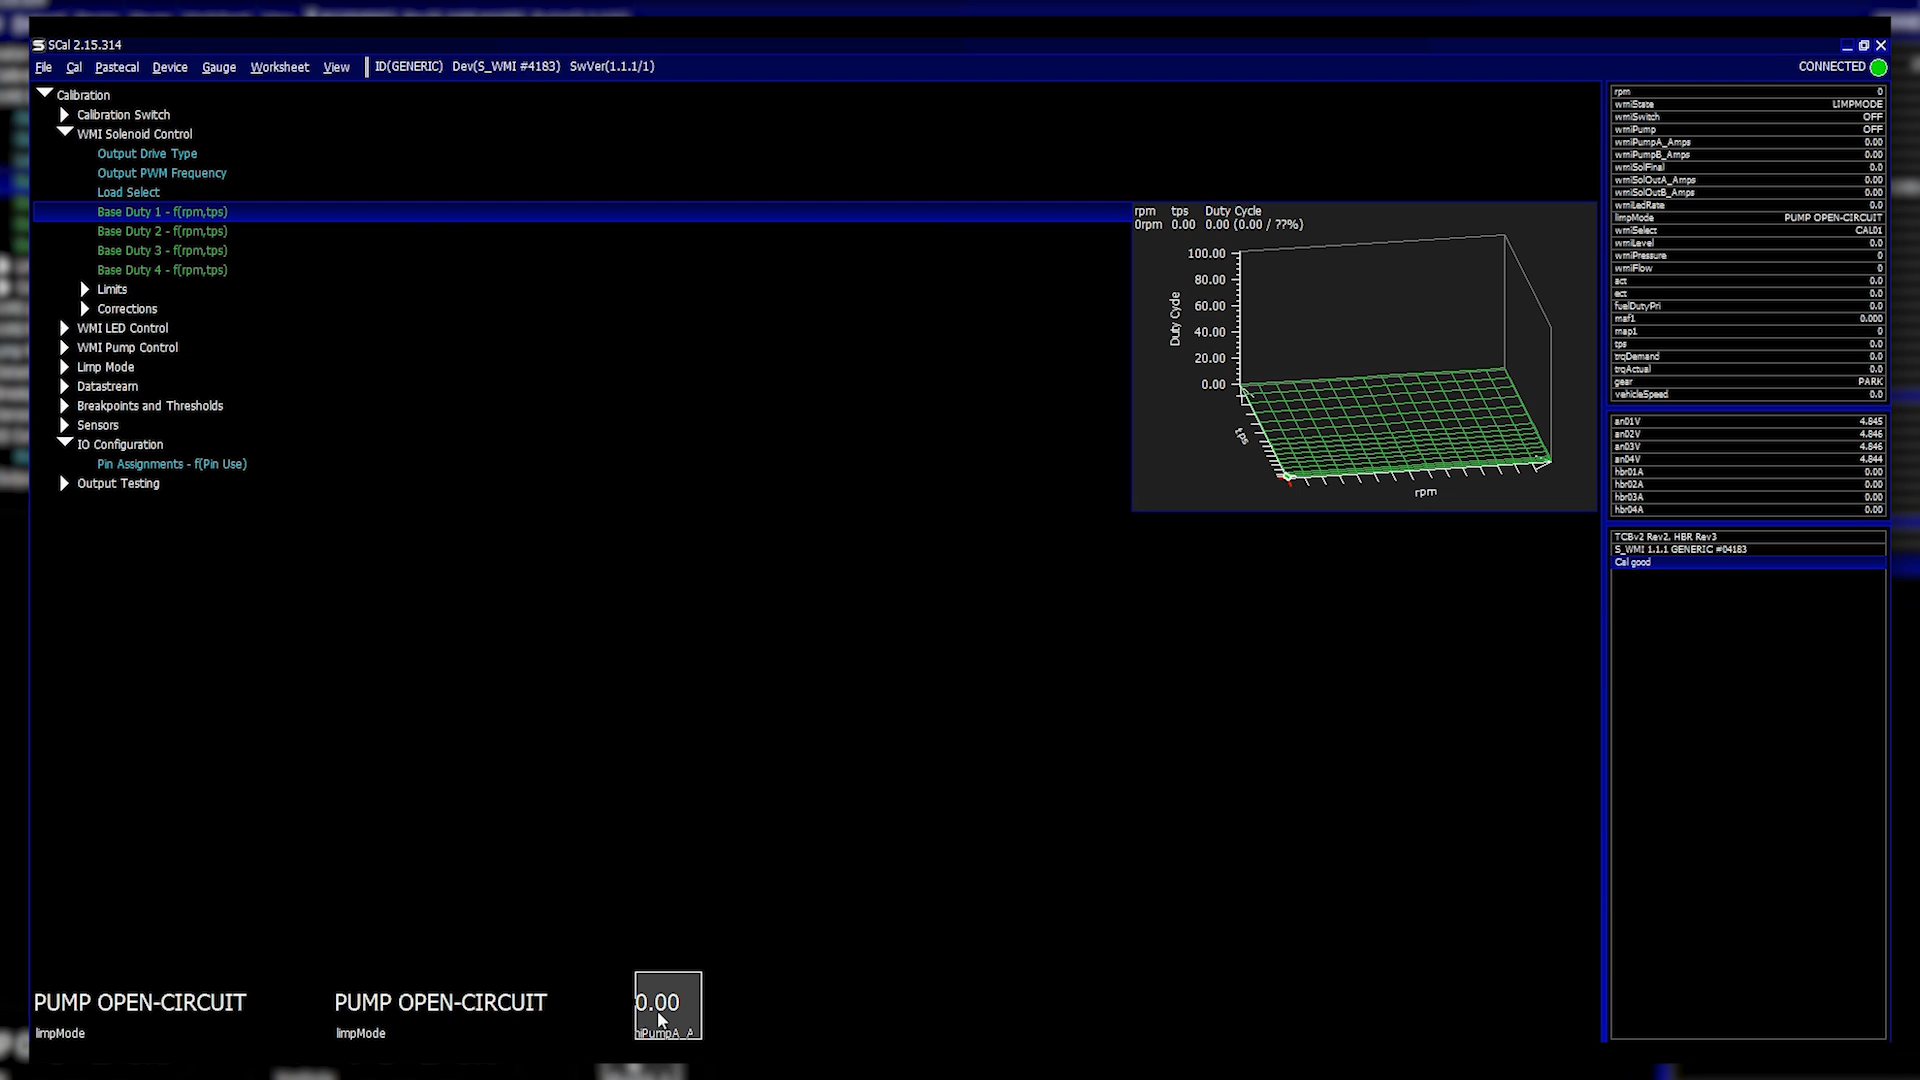 SCal 2.15.314
File Cal Pastecal Device Gauge Worksheet View ID(GENERIC) Dev(S_WMI #4183) SwVer(1.1.1/1) CONNECTED
Calibration
Calibration Switch
WMI Solenoid Control
Output Drive Type
Output PWM Frequency
Load Select
Base Duty 1 - f(rpm,tps)
Base Duty 2 - f(rpm,tps)
Base Duty 3 - f(rpm,tps)
Base Duty 4 - f(rpm,tps)
Limits
Corrections
WMI LED Control
WMI Pump Control
Limp Mode
Datastream
Breakpoints and Thresholds
Sensors
IO Configuration
Pin Assignments - f(Pin Use)
Output Testing
rpm tps Duty Cycle
0rpm 0.00 0.00 (0.00 / ??%)
100.00
80.00
60.00
40.00
20.00
0.00
Duty Cycle
tps
rpm
rpm 0
wmiState LIMPMODE
wmiSwitch OFF
wmiPump OFF
wmiPumpA_Amps 0.00
wmiPumpB_Amps 0.00
wmiSolFinal 0.0
wmiSolOutA_Amps 0.00
wmiSolOutB_Amps 0.00
wmiLedRate 0.0
limpMode PUMP OPEN-CIRCUIT
wmiSelect CAL01
wmiLevel 0.0
wmiPressure 0
wmiFlow 0
act 0.0
ect 0.0
fuelDutyPri 0.0
maf1 0.000
map1 0
tps 0.0
trqDemand 0.0
trqActual 0.0
gear PARK
vehicleSpeed 0.0
an01V 4.845
an02V 4.846
an03V 4.846
an04V 4.844
hbr01A 0.00
hbr02A 0.00
hbr03A 0.00
hbr04A 0.00
TCBv2 Rev2, HBR Rev3
S_WMI 1.1.1 GENERIC #04183
Cal good
PUMP OPEN-CIRCUIT
limpMode
PUMP OPEN-CIRCUIT
limpMode
0.00